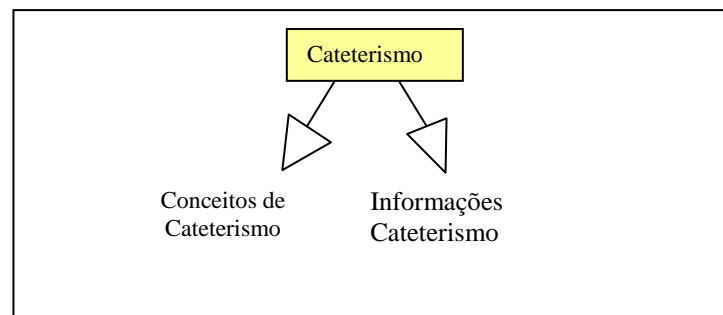 Cateterismo
Conceitos de
Cateterismo
Informações
Cateterismo